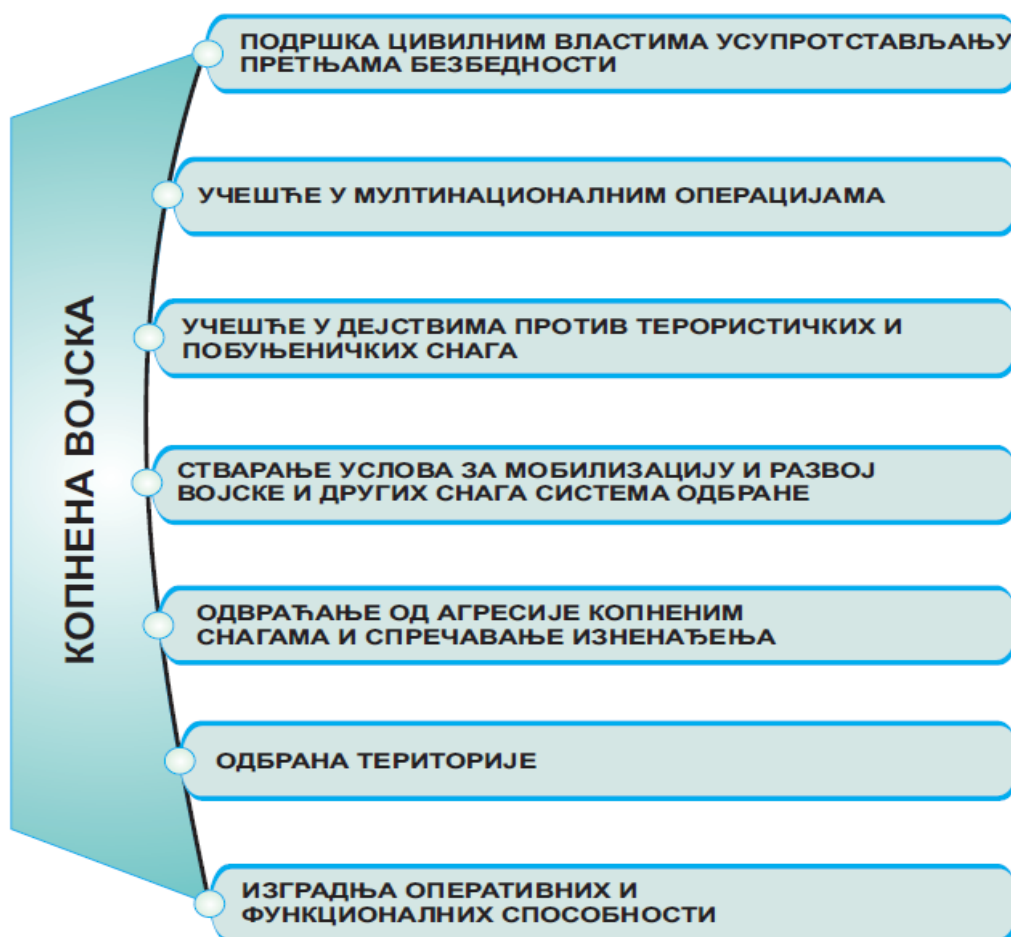 ПОДРШКА ЦИВИЛНИМ ВЛАСТИМА УСУПРОТСТАВЉАЊУ
ПРЕТЊАМА БЕЗБЕДНОСТИ
УЧЕШЋЕ У МУЛТИНАЦИОНАЛНИМ ОПЕРАЦИЈАМА
УЧЕШЋЕ У ДЕЈСТВИМА ПРОТИВ ТЕРОРИСТИЧКИХ И
ПОБУЊЕНИЧКИХ СНАГА
КОПНЕНА ВОЈСКА
СТВАРАЊЕ УСЛОВА ЗА МОБИЛИЗАЦИЈУ И РАЗВОЈ
ВОЈСКЕ И ДРУГИХ СНАГА СИСТЕМА ОДБРАНЕ
ОДВРАЋАЊЕ ОД АГРЕСИЈЕ КОПНЕНИМ
СНАГАМА И СПРЕЧАВАЊЕ ИЗНЕНАЂЕЊА
ОДБРАНА ТЕРИТОРИЈЕ
ИЗГРАДЊА ОПЕРАТИВНИХ И
ФУНКЦИОНАЛНИХ СПОСОБНОСТИ